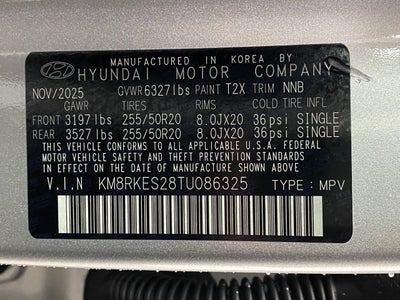 MANUFACTURED IN KOREA BY
HYUNDAI MOTOR COMPANY
NOV/2025 GVWR 6327lbs PAINT T2X TRIM NNB
GAWR TIRES RIMS COLD TIRE INFL
FRONT 3197lbs 255/50R20 8.0JX20 36psi SINGLE
REAR 3527lbs 255/50R20 8.0JX20 36psi SINGLE
THIS VEHICLE CONFORMS TO ALL APPLICABLE U.S.A. FEDERAL
MOTOR VEHICLE SAFETY AND THEFT PREVENTION STANDARDS
IN EFFECT ON THE DATE OF MANUFACTURE SHOWN ABOVE.
V.I.N KM8RKES28TU086325 TYPE : MPV